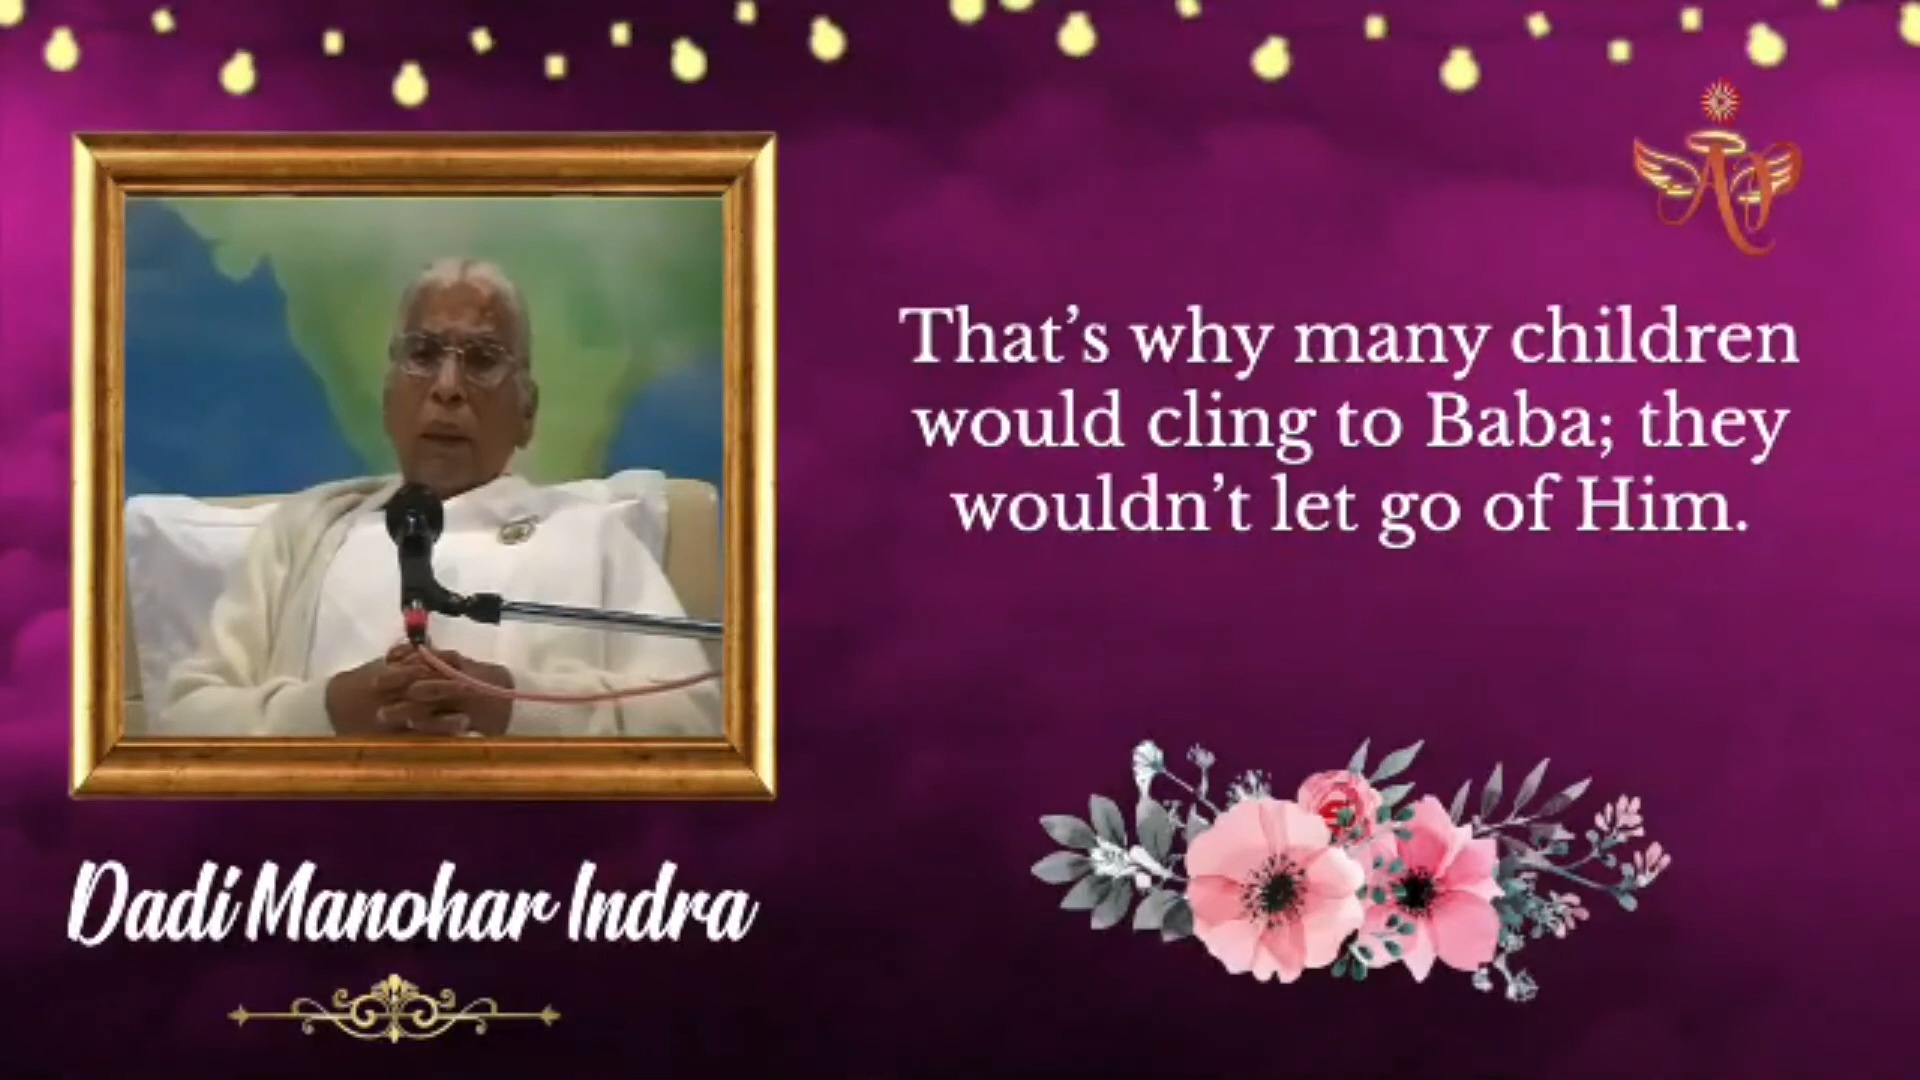 That’s why many children
would cling to Baba; they
wouldn’t let go of Him.
Dadi Manohar Indra